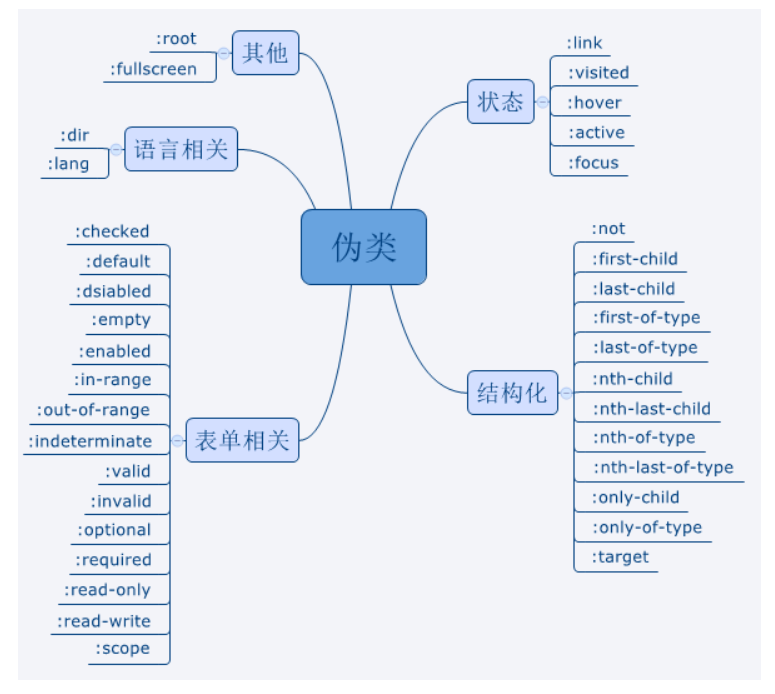 伪类
其他
:root
:fullscreen
语言相关
:dir
:lang
表单相关
:checked
:default
:dsiabled
:empty
:enabled
:in-range
:out-of-range
:indeterminate
:valid
:invalid
:optional
:required
:read-only
:read-write
:scope
状态
:link
:visited
:hover
:active
:focus
结构化
:not
:first-child
:last-child
:first-of-type
:last-of-type
:nth-child
:nth-last-child
:nth-of-type
:nth-last-of-type
:only-child
:only-of-type
:target